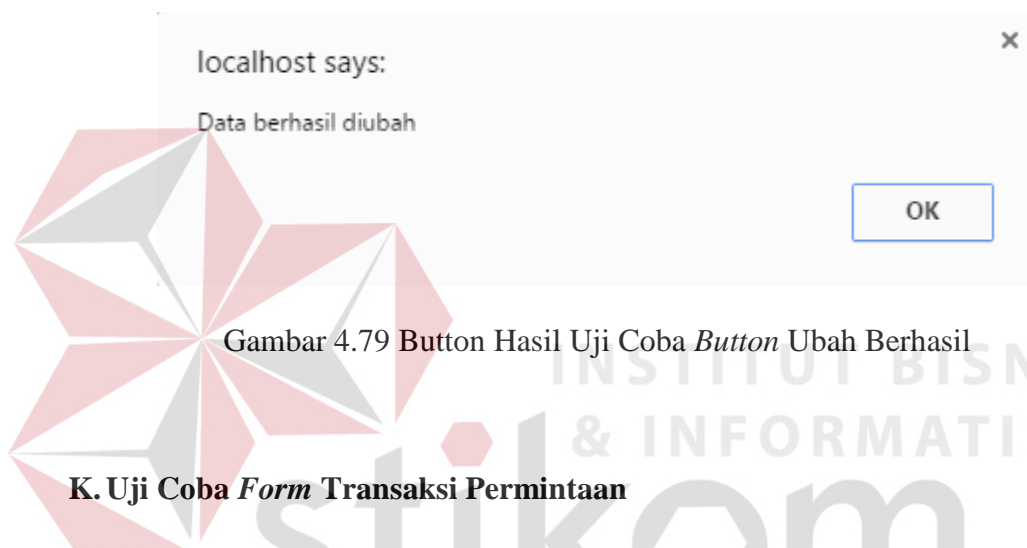 localhost says:
×
Data berhasil diubah
OK
Gambar 4.79 Button Hasil Uji Coba Button Ubah Berhasil
INSTITUT BISN
& INFORMATI
K. Uji Coba Form Transaksi Permintaan
stikom